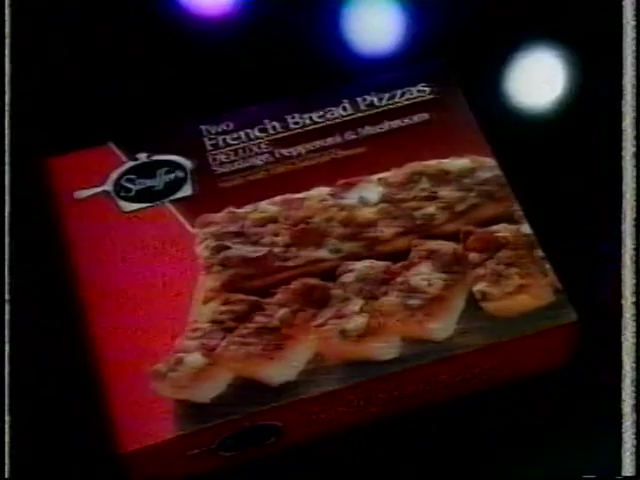 Stouffer's
Two
French Bread Pizzas
DELUXE
Sausage, Pepperoni & Mushroom